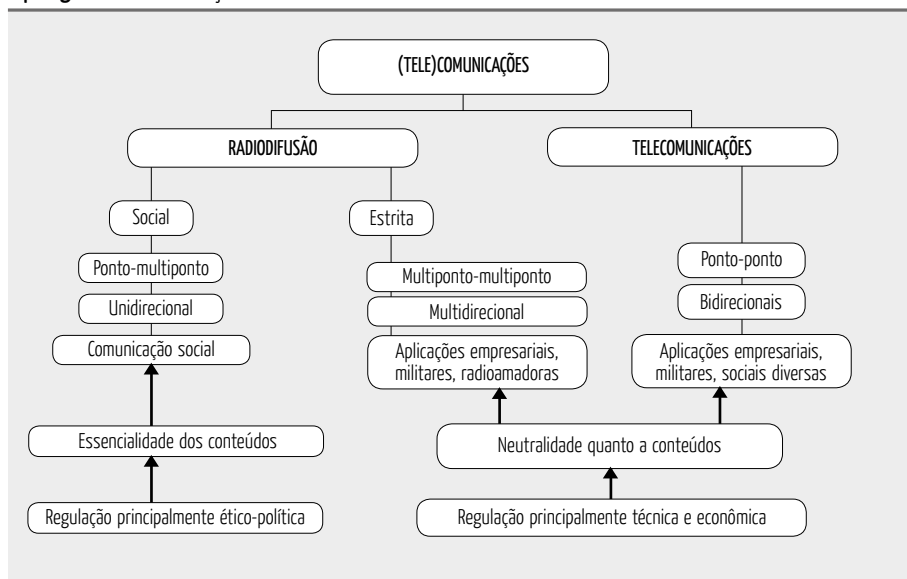 (TELE)COMUNICAÇÕES
RADIODIFUSÃO
TELECOMUNICAÇÕES
Social
Estrita
Ponto-multiponto
Multiponto-multiponto
Ponto-ponto
Unidirecional
Multidirecional
Bidirecionais
Comunicação social
Aplicações empresariais,
militares, radioamadoras
Aplicações empresariais,
militares, sociais diversas
Essencialidade dos conteúdos
Neutralidade quanto a conteúdos
Regulação principalmente ético-política
Regulação principalmente técnica e econômica